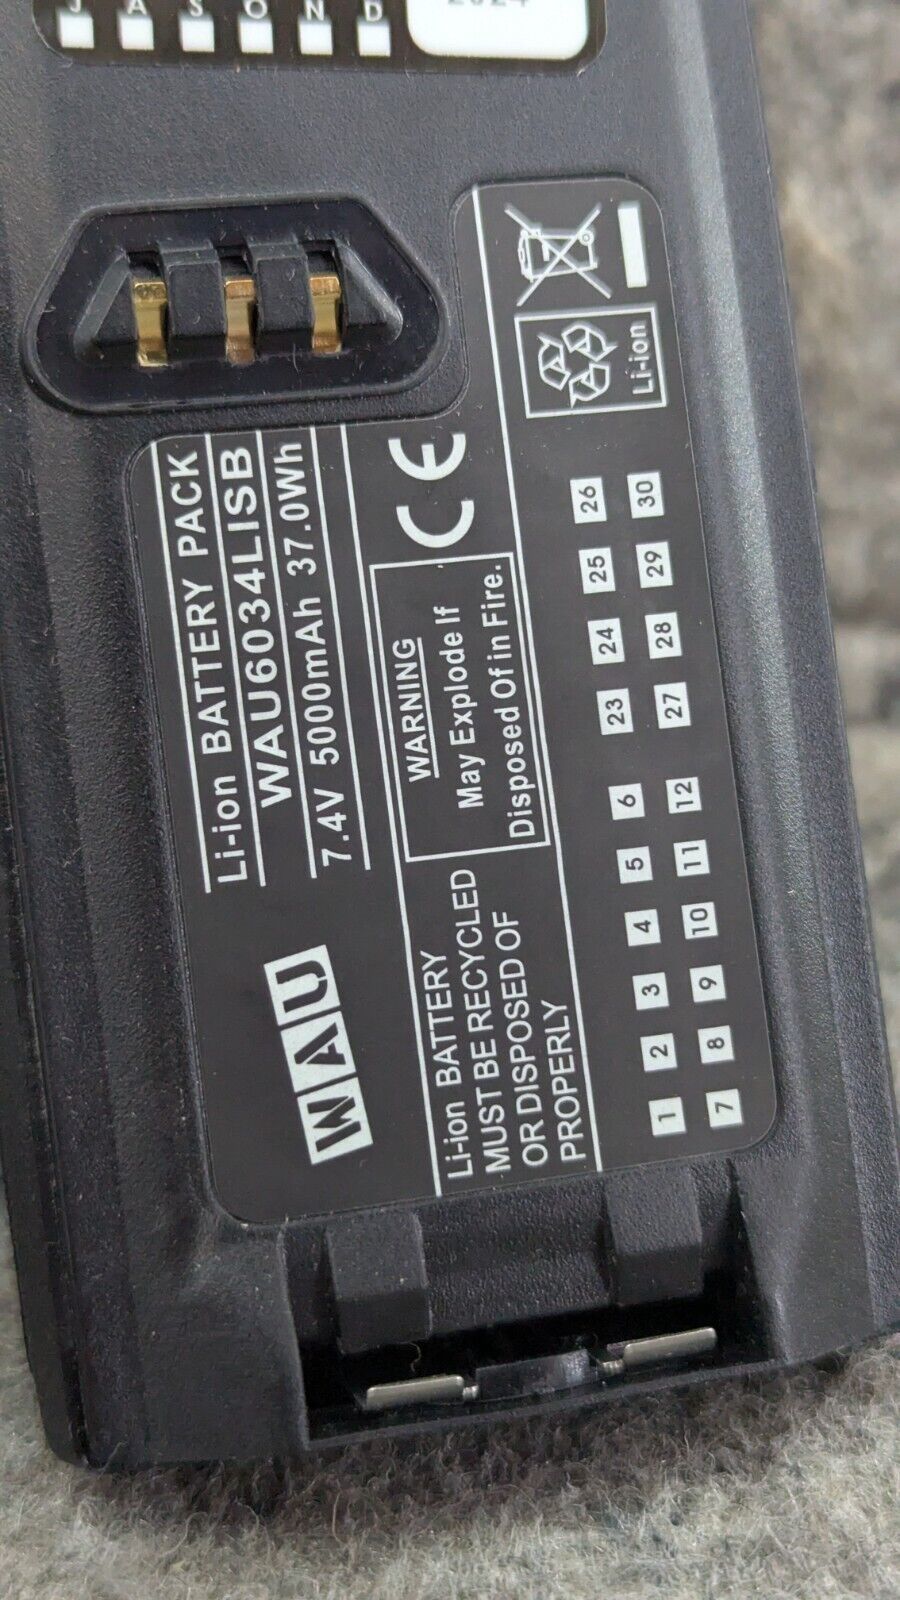 J A S O N D
Li-ion BATTERY PACK
WAU6034LISB
7.4V 5000mAh 37.0Wh
WAU
CE
WARNING
May Explode If
Disposed Of in Fire.
Li-ion BATTERY
MUST BE RECYCLED
OR DISPOSED OF
PROPERLY
Li-ion
1 2 3 4 5 6 23 24 25 26
7 8 9 10 11 12 27 28 29 30